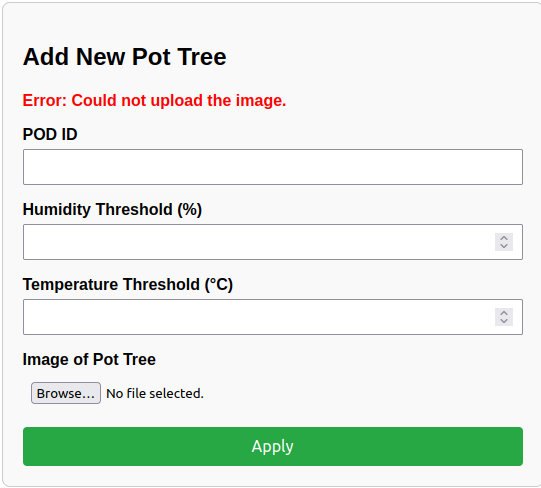 Add New Pot Tree
Error: Could not upload the image.
POD ID
Humidity Threshold (%)
Temperature Threshold (°C)
Image of Pot Tree
Browse... No file selected.
Apply